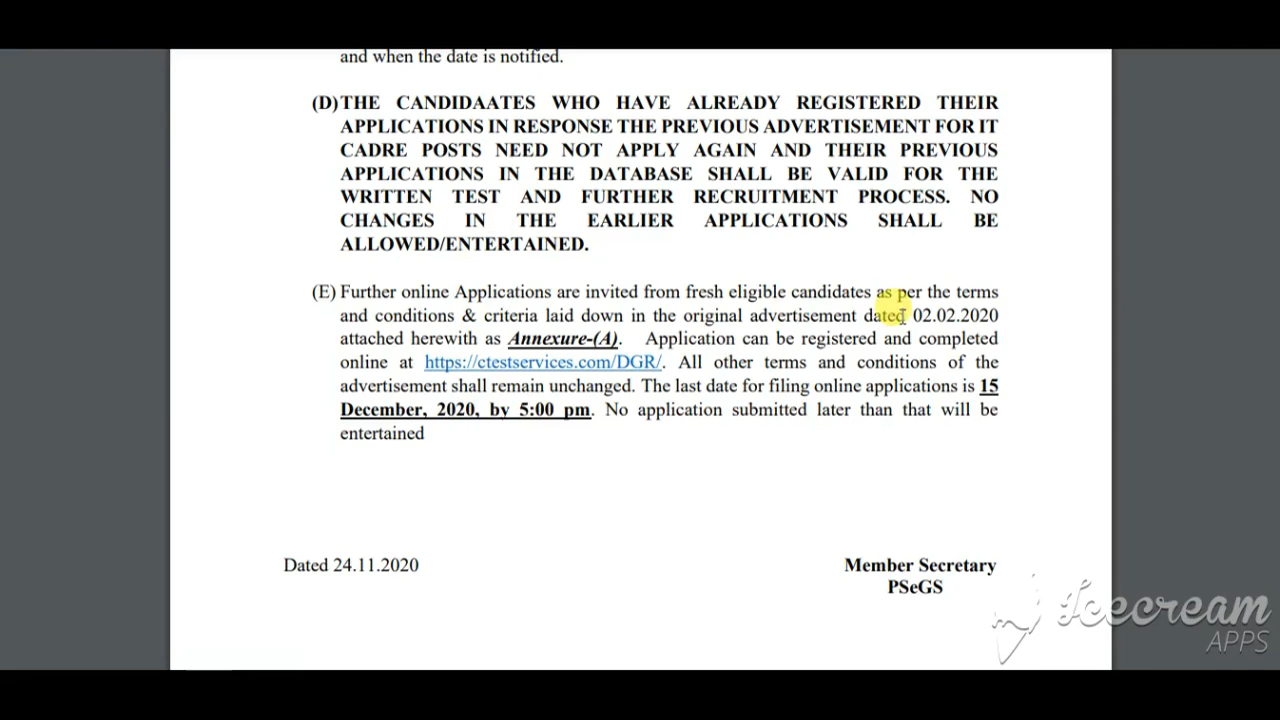 and when the date is notified.
(D) THE CANDIDAATES WHO HAVE ALREADY REGISTERED THEIR
APPLICATIONS IN RESPONSE THE PREVIOUS ADVERTISEMENT FOR IT
CADRE POSTS NEED NOT APPLY AGAIN AND THEIR PREVIOUS
APPLICATIONS IN THE DATABASE SHALL BE VALID FOR THE
WRITTEN TEST AND FURTHER RECRUITMENT PROCESS. NO
CHANGES IN THE EARLIER APPLICATIONS SHALL BE
ALLOWED/ENTERTAINED.
(E) Further online Applications are invited from fresh eligible candidates as per the terms
and conditions & criteria laid down in the original advertisement dated 02.02.2020
attached herewith as Annexure-(A). Application can be registered and completed
online at https://ctestservices.com/DGR/. All other terms and conditions of the
advertisement shall remain unchanged. The last date for filing online applications is 15
December, 2020, by 5:00 pm. No application submitted later than that will be
entertained
Dated 24.11.2020
Member Secretary
PSeGS
Icecream
APPS